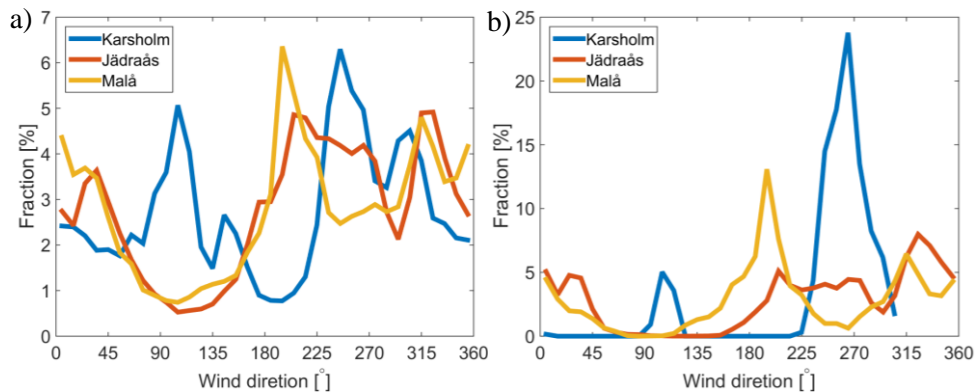 a)
Karsholm
Jädraås
Malå
Fraction [%]
7
6
5
4
3
2
1
0
0 45 90 135 180 225 270 315 360
Wind diretion [°]
b)
Karsholm
Jädraås
Malå
Fraction [%]
25
20
15
10
5
0
0 45 90 135 180 225 270 315 360
Wind diretion [°]